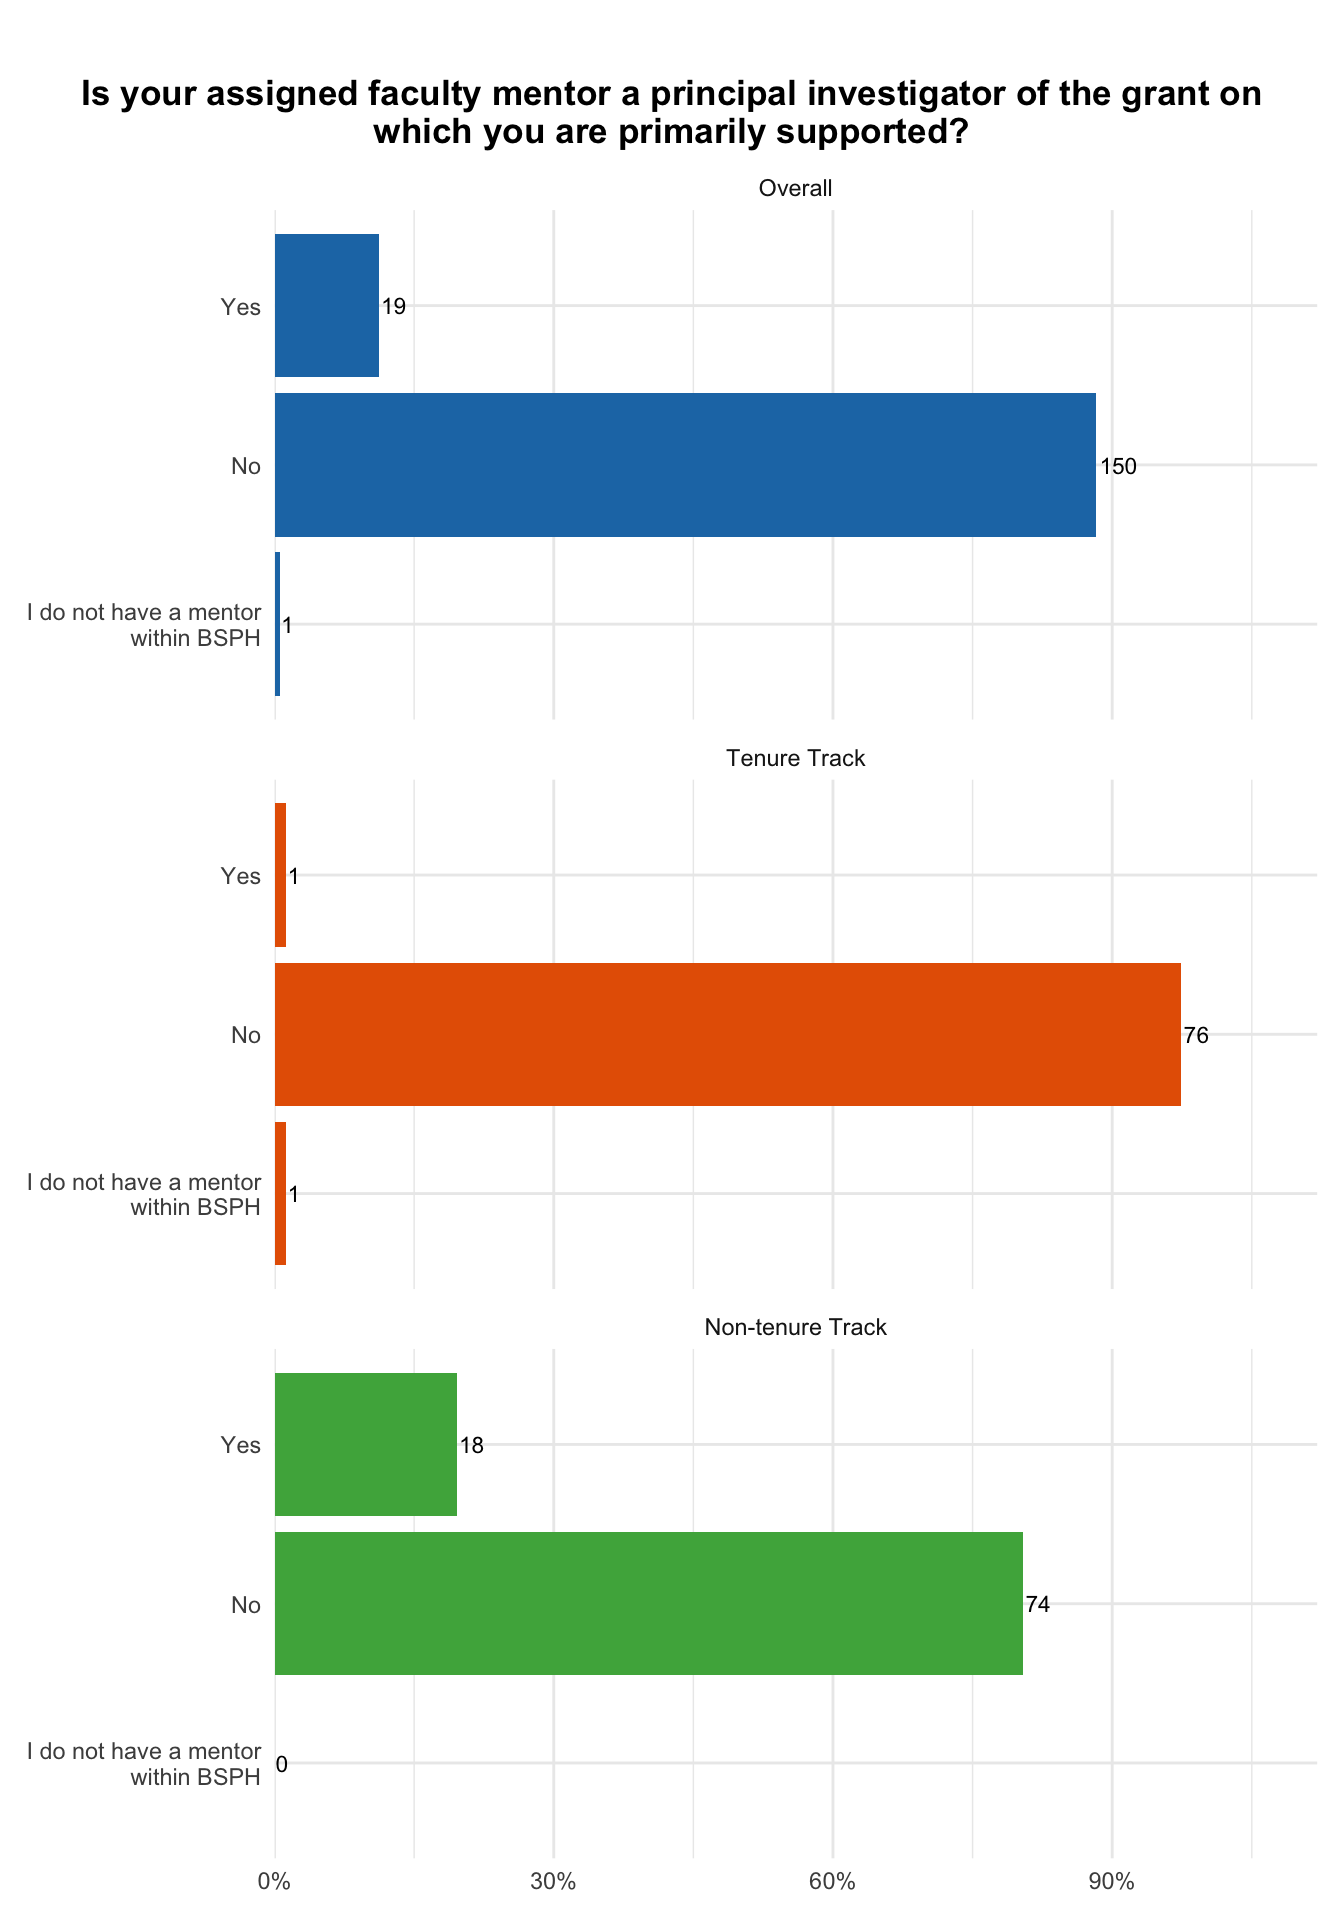 Is your assigned faculty mentor a principal investigator of the grant on
which you are primarily supported?
Overall
Yes
19
No
150
I do not have a mentor
within BSPH
1
Tenure Track
Yes
1
No
76
I do not have a mentor
within BSPH
1
Non-tenure Track
Yes
18
No
74
I do not have a mentor
within BSPH
0
0%
30%
60%
90%